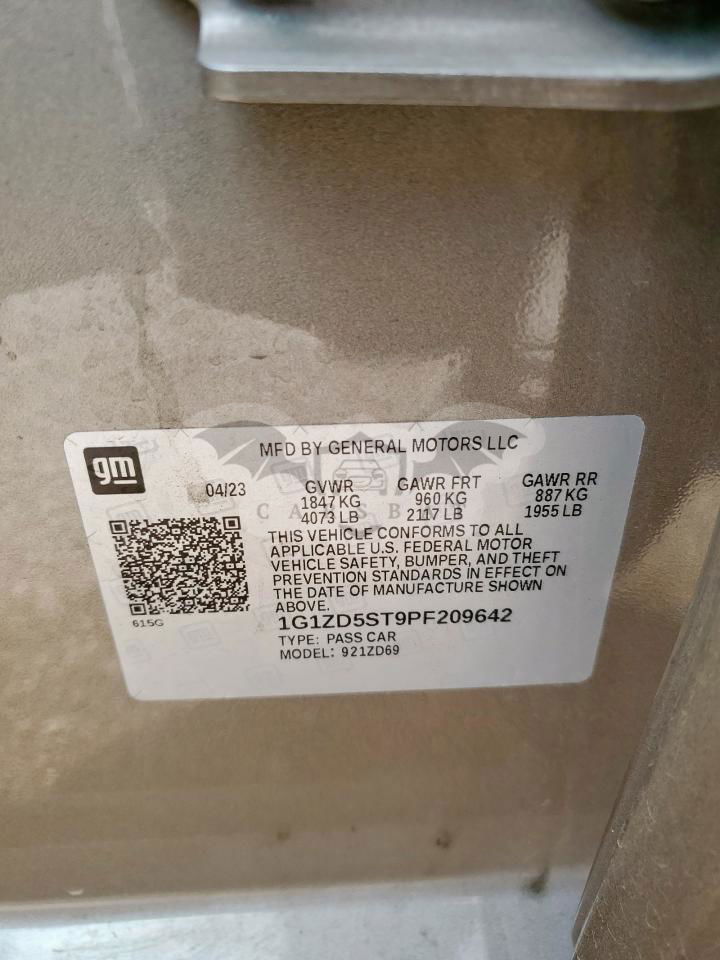 MFD BY GENERAL MOTORS LLC
gm
04/23
GVWR GAWR FRT GAWR RR
1847 KG 960 KG 887 KG
4073 LB 2117 LB 1955 LB
THIS VEHICLE CONFORMS TO ALL
APPLICABLE U.S. FEDERAL MOTOR
VEHICLE SAFETY, BUMPER, AND THEFT
PREVENTION STANDARDS IN EFFECT ON
THE DATE OF MANUFACTURE SHOWN
ABOVE.
615G
1G1ZD5ST9PF209642
TYPE: PASS CAR
MODEL: 921ZD69